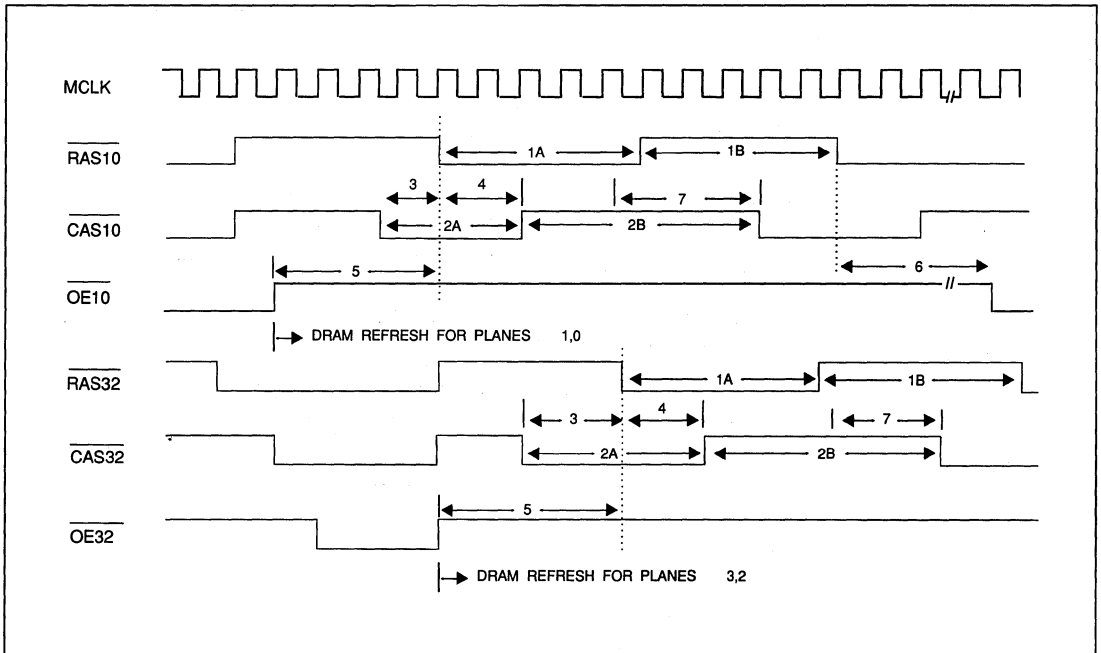 MCLK
//
RAS10
1A
1B
3
4
7
CAS10
2A
2B
5
6
OE10
//
DRAM REFRESH FOR PLANES 1,0
RAS32
1A
1B
3
4
7
CAS32
2A
2B
5
OE32
DRAM REFRESH FOR PLANES 3,2